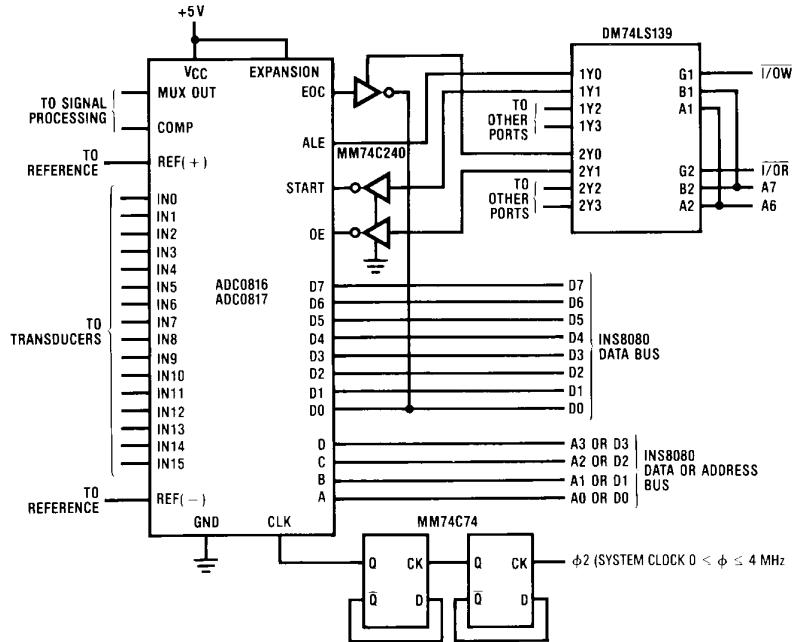 +5V
DM74LS139
VCC
EXPANSION
MUX OUT
EOC
1Y0
G1
I/OW
TO SIGNAL
PROCESSING
1Y1
B1
TO
OTHER
PORTS
1Y2
A1
COMP
1Y3
ALE
MM74C240
2Y0
TO
REFERENCE
REF(+)
2Y1
G2
I/OR
START
TO
OTHER
PORTS
2Y2
B2
A7
2Y3
A2
A6
IN0
IN1
IN2
OE
IN3
IN4
ADC0816
ADC0817
IN5
IN6
IN7
IN8
IN9
IN10
IN11
IN12
IN13
IN14
IN15
TO
TRANSDUCERS
D7
D7
D6
D6
D5
D5
D4
D4
D3
D3
D2
D2
D1
D1
D0
D0
INS8080
DATA BUS
D
A3 OR D3
C
A2 OR D2
B
A1 OR D1
A
A0 OR D0
INS8080
DATA OR ADDRESS
BUS
TO
REFERENCE
REF(−)
GND
CLK
MM74C74
Q
CK
Q
CK
ϕ2 (SYSTEM CLOCK 0 < ϕ ≤ 4 MHz
Q̅
D
Q̅
D